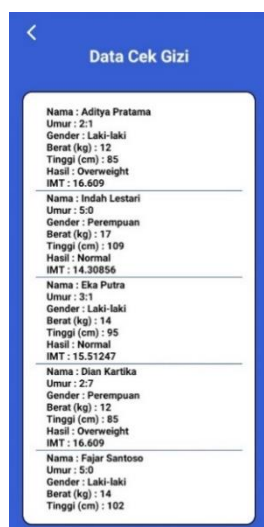 Data Cek Gizi
Nama : Aditya Pratama
Umur : 2:1
Gender : Laki-laki
Berat (kg) : 12
Tinggi (cm) : 85
Hasil : Overweight
IMT : 16.609
Nama : Indah Lestari
Umur : 5:0
Gender : Perempuan
Berat (kg) : 17
Tinggi (cm) : 109
Hasil : Normal
IMT : 14.30856
Nama : Eka Putra
Umur : 3:1
Gender : Laki-laki
Berat (kg) : 14
Tinggi (cm) : 95
Hasil : Normal
IMT : 15.51247
Nama : Dian Kartika
Umur : 2:7
Gender : Perempuan
Berat (kg) : 12
Tinggi (cm) : 85
Hasil : Overweight
IMT : 16.609
Nama : Fajar Santoso
Umur : 5:0
Gender : Laki-laki
Berat (kg) : 14
Tinggi (cm) : 102